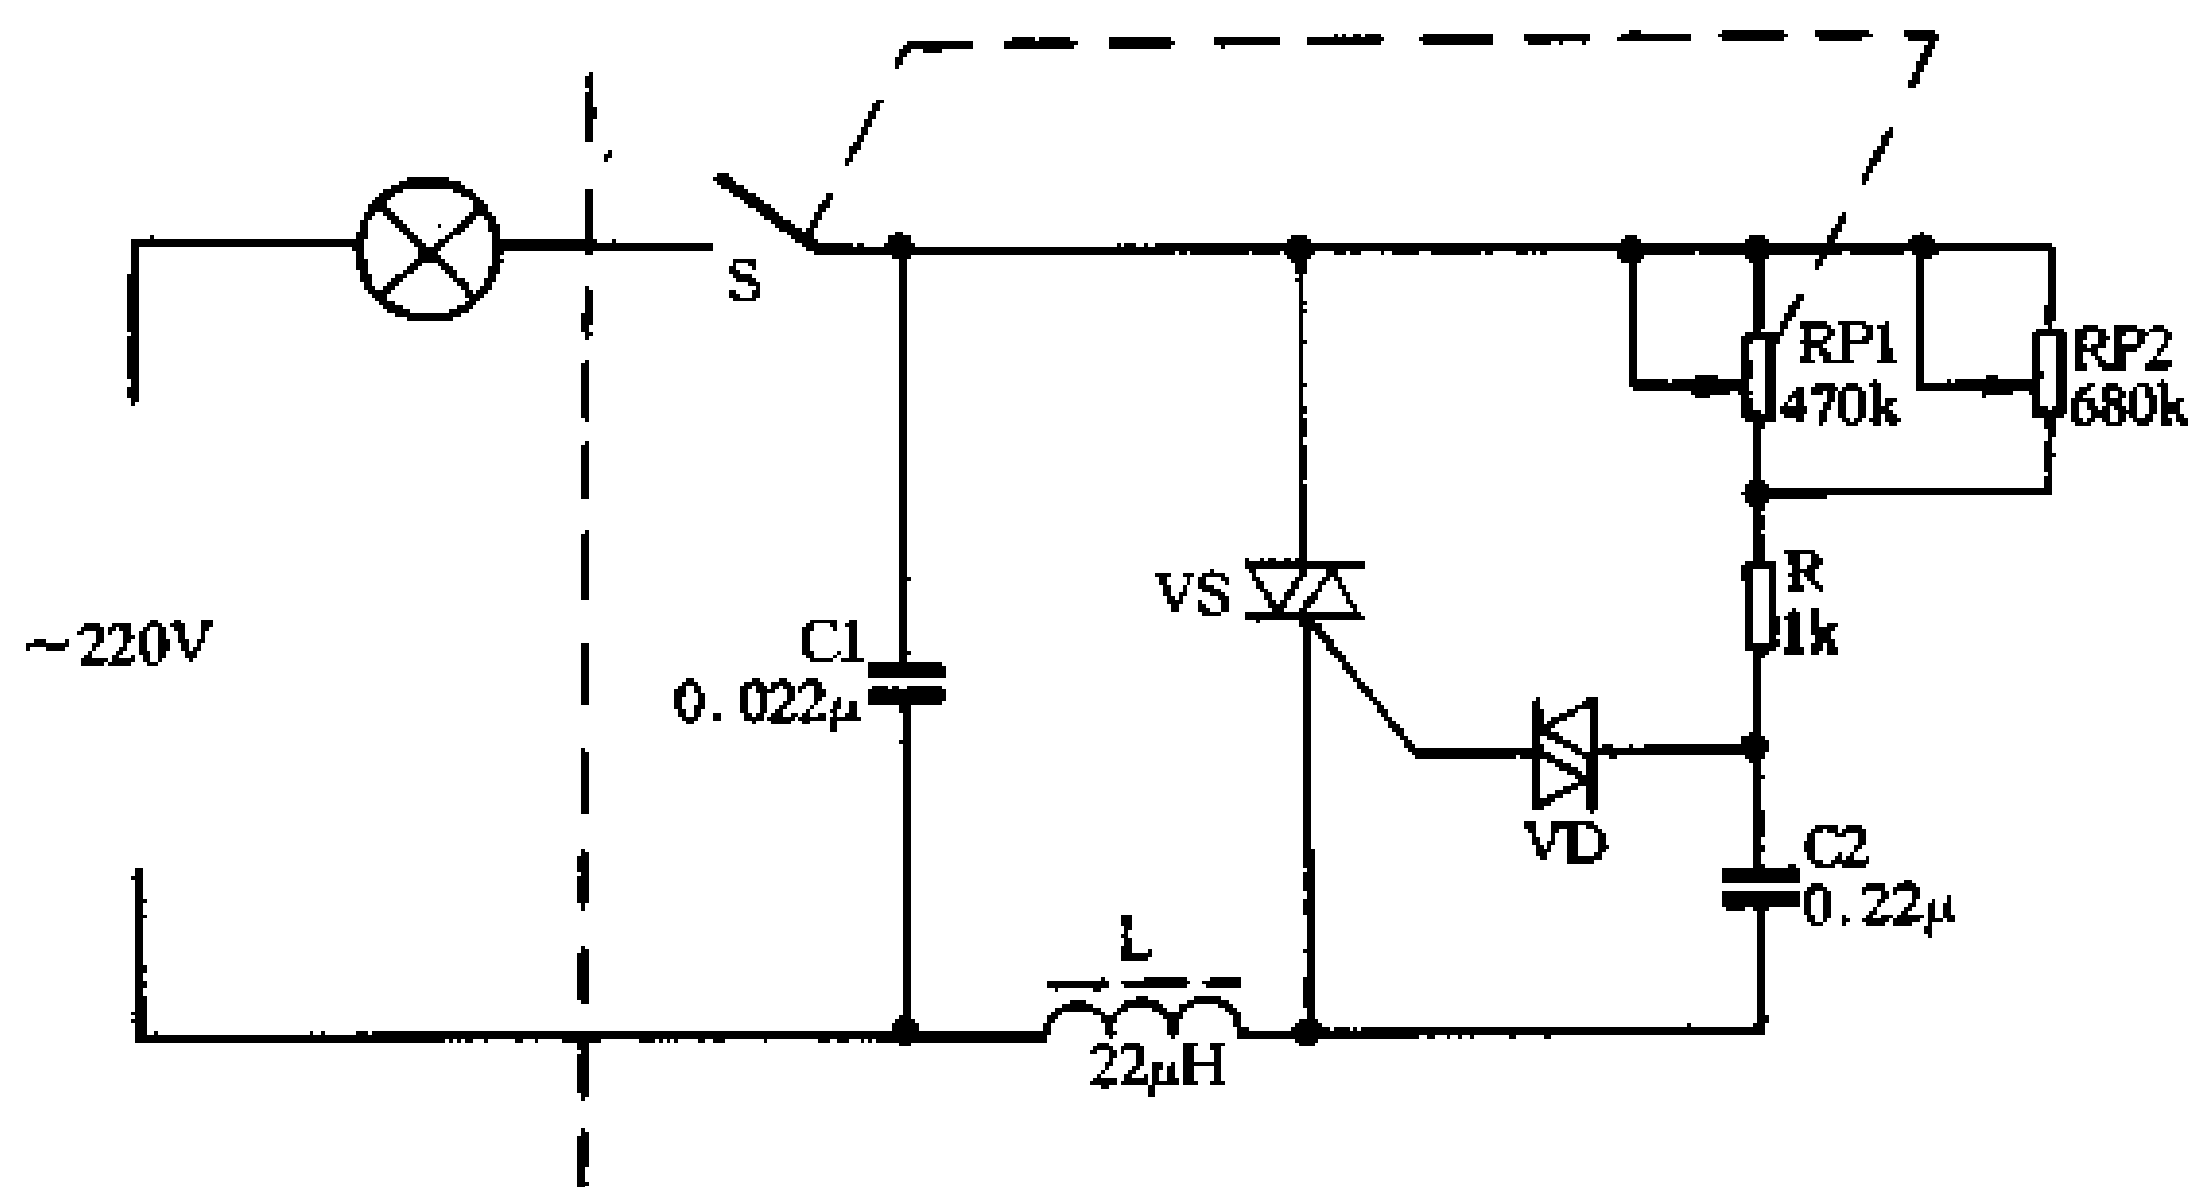 S
RP1
470k
RP2
680k
R
1k
VS
~220V
C1
0.022μ
VD
C2
0.22μ
L
22μH